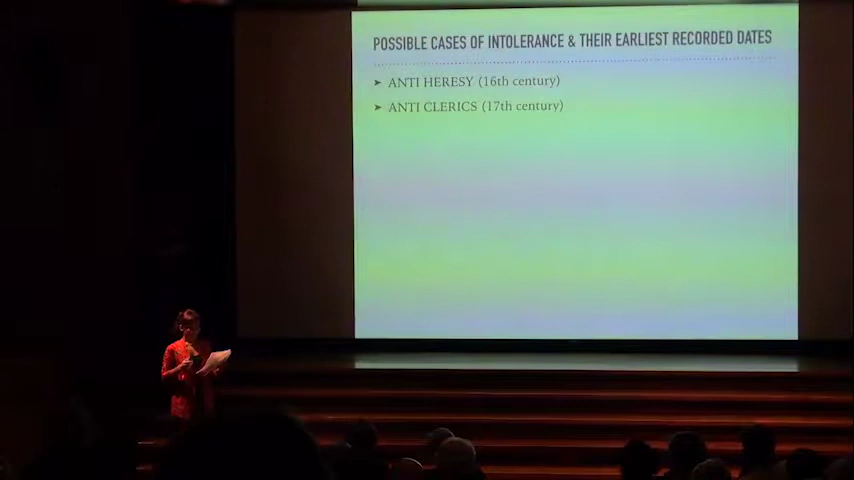 POSSIBLE CASES OF INTOLERANCE & THEIR EARLIEST RECORDED DATES
➤ ANTI HERESY (16th century)
➤ ANTI CLERICS (17th century)